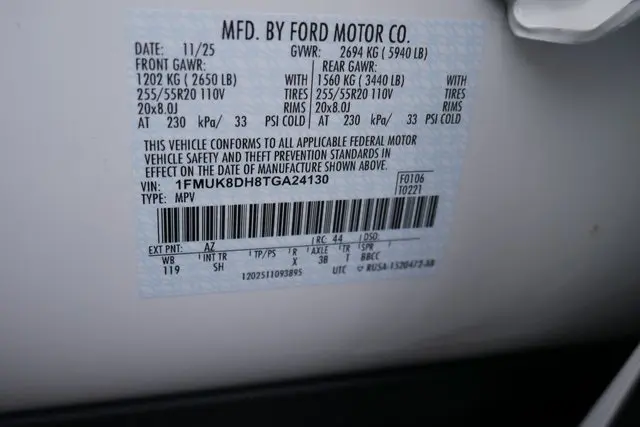 MFD. BY FORD MOTOR CO.
DATE: 11/25 GVWR: 2694 KG ( 5940 LB)
FRONT GAWR: REAR GAWR:
1202 KG ( 2650 LB) WITH 1560 KG ( 3440 LB) WITH
255/55R20 110V TIRES 255/55R20 110V TIRES
20x8.0J RIMS 20x8.0J RIMS
AT 230 kPa/ 33 PSI COLD AT 230 kPa/ 33 PSI COLD
THIS VEHICLE CONFORMS TO ALL APPLICABLE FEDERAL MOTOR
VEHICLE SAFETY AND THEFT PREVENTION STANDARDS IN
EFFECT ON THE DATE OF MANUFACTURE SHOWN ABOVE.
VIN: 1FMUK8DH8TGA24130 F0106
TYPE: MPV T0221
EXT PNT: AZ RC: 44 DSO:
WB INT TR TP/PS R AXLE TR SPR
119 SH X 3B T BBCC
1202511093895 UTC RUSA-1520472-AB